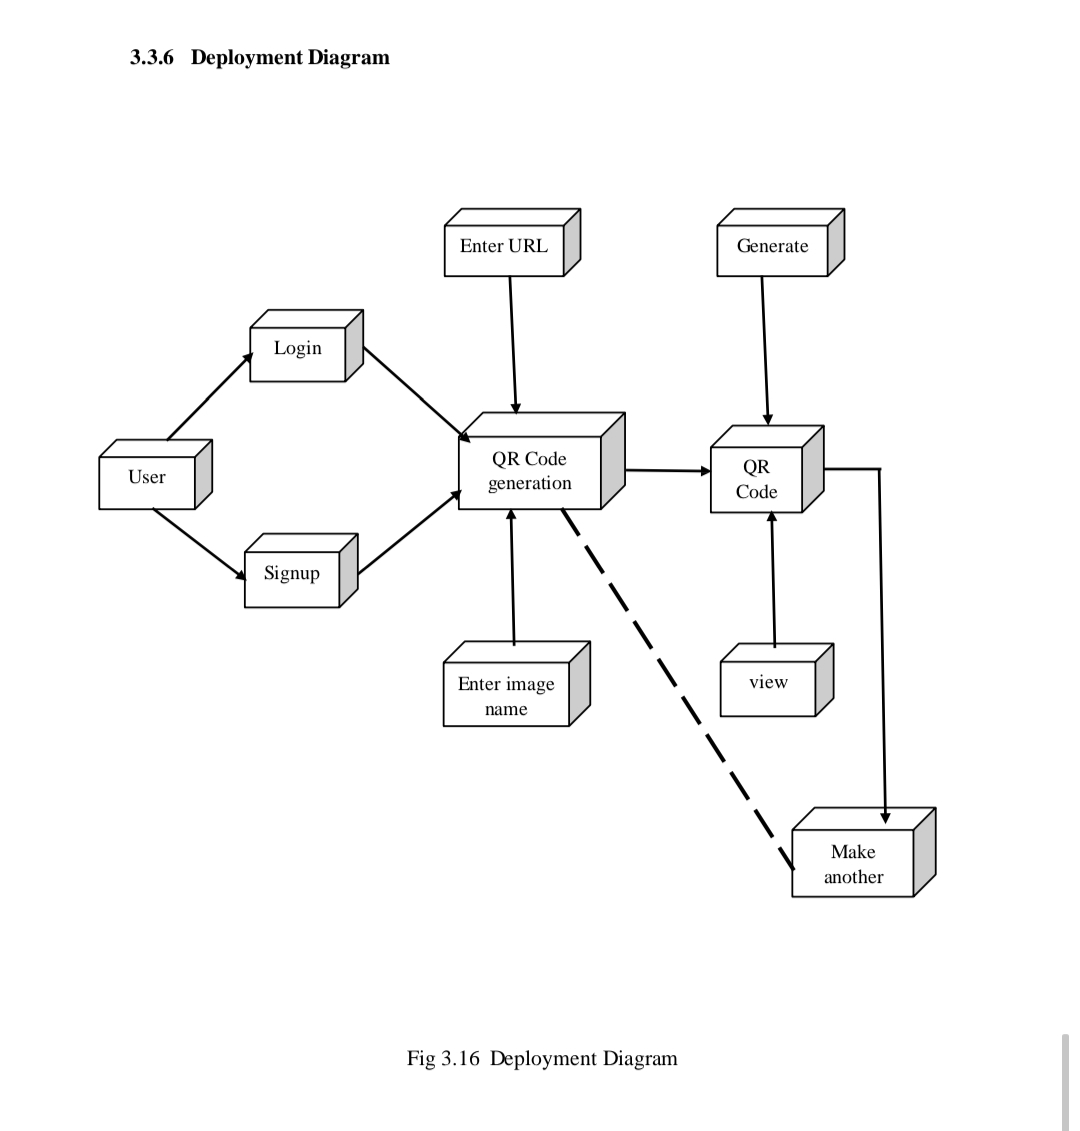 3.3.6 Deployment Diagram
Enter URL
Generate
Login
User
QR Code
generation
QR
Code
Signup
Enter image
name
view
Make
another
Fig 3.16 Deployment Diagram